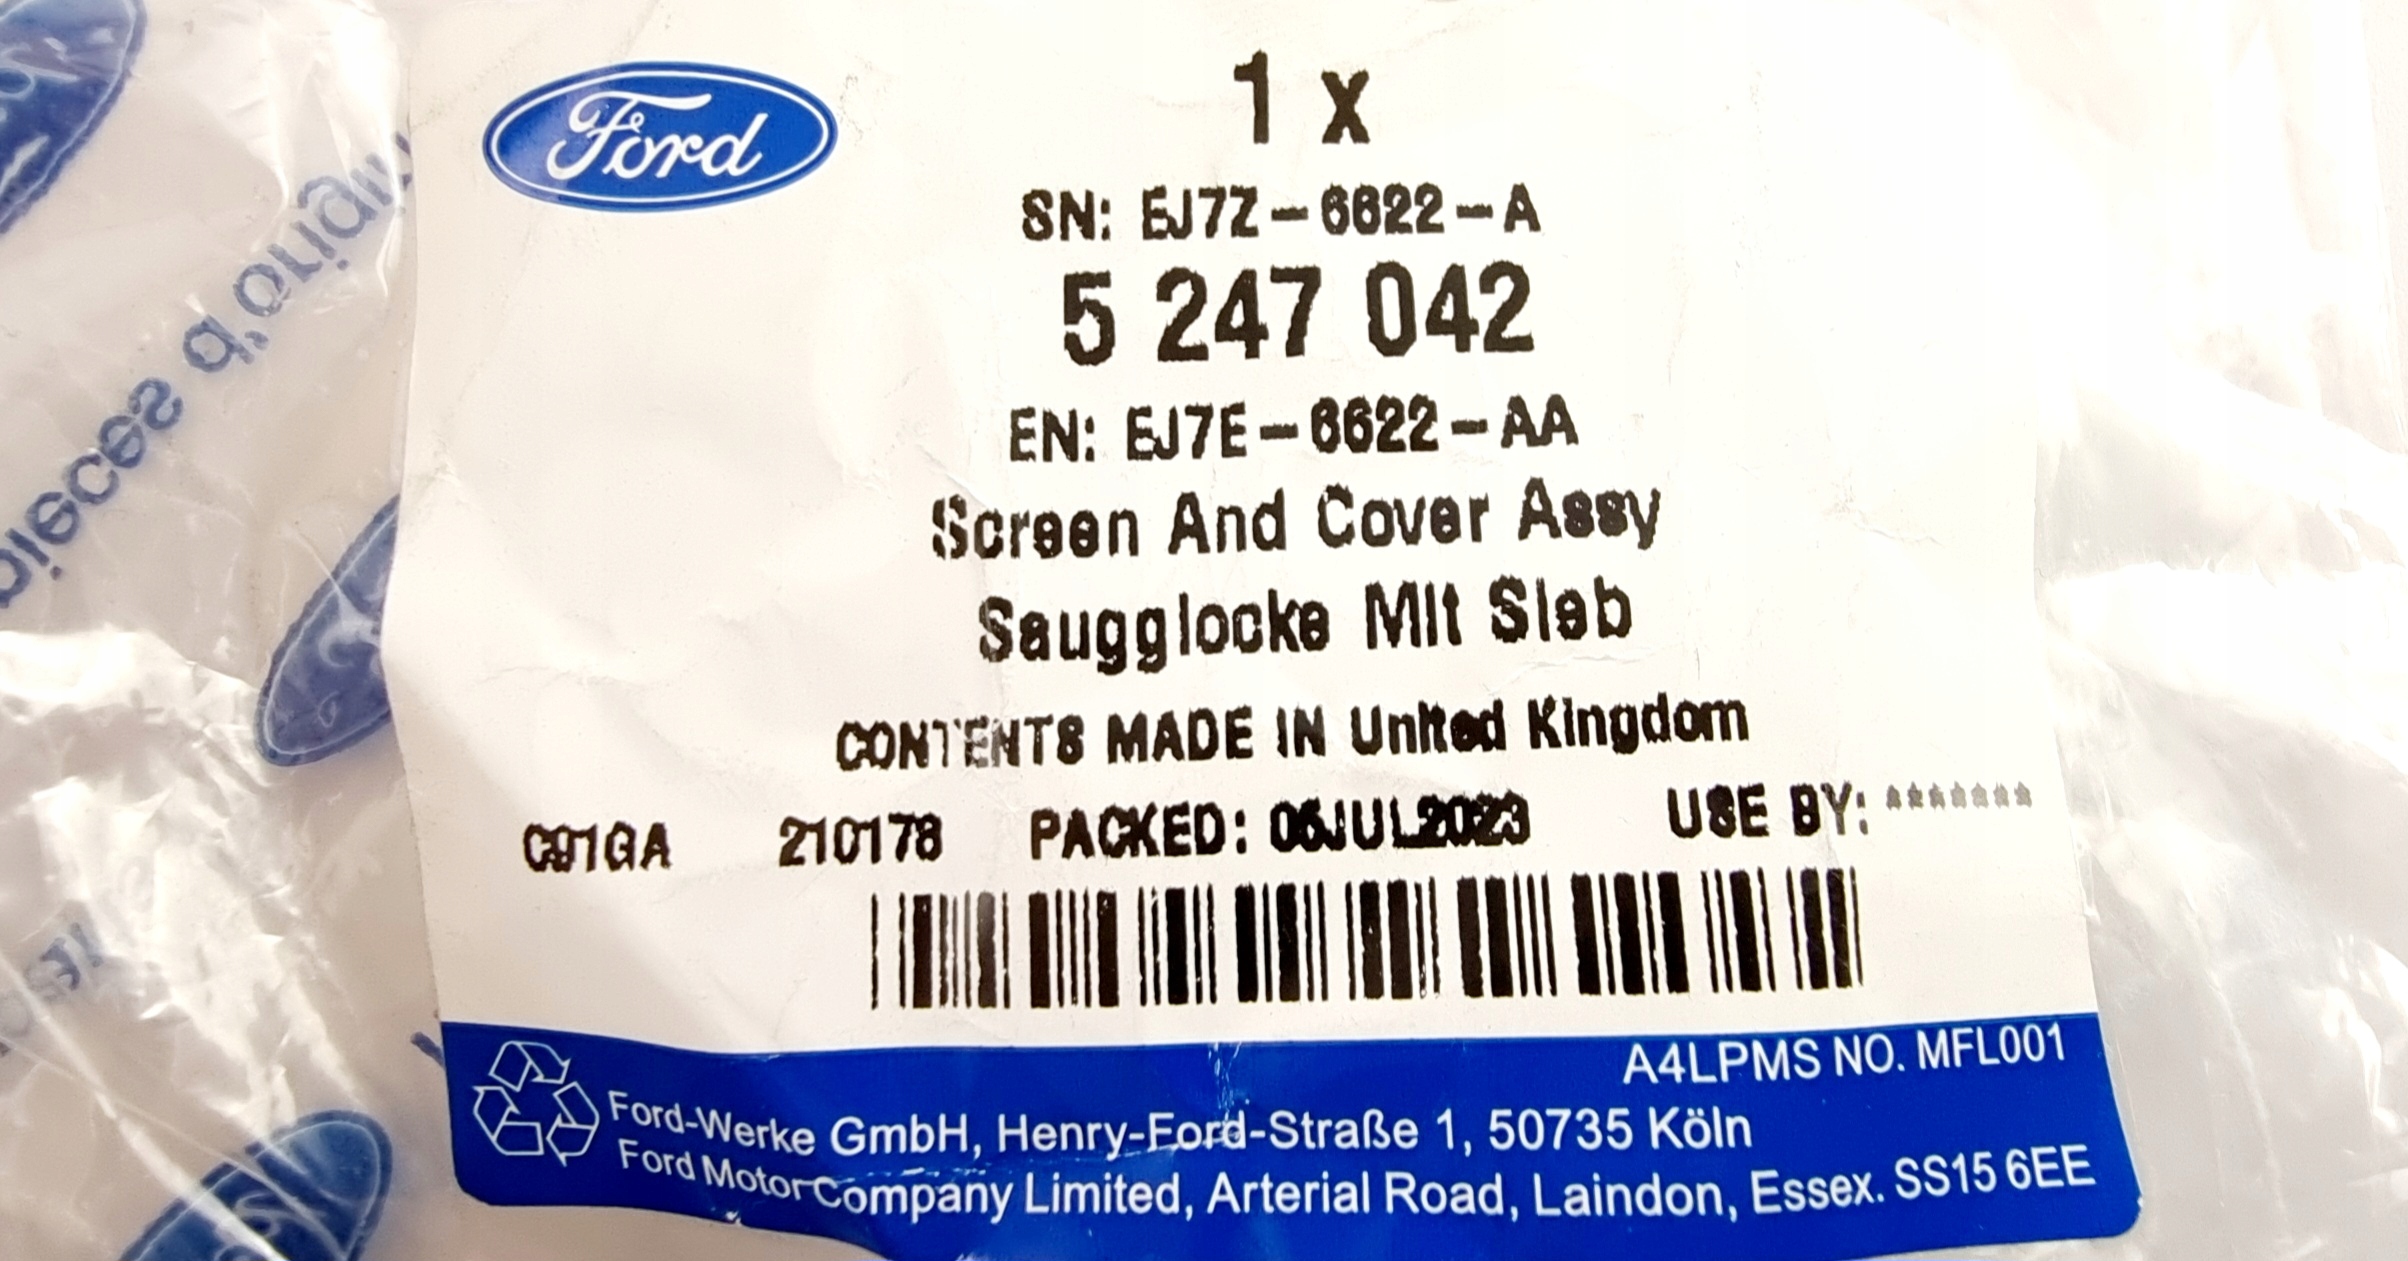 Ford
1 x
SN: EJ7Z-6622-A
5 247 042
EN: EJ7E-6622-AA
Screen And Cover Assy
Saugglocke Mit Sieb
CONTENTS MADE IN United Kingdom
C91GA 210178 PACKED: 06JUL2023 USE BY: *******
A4LPMS NO. MFL001
Ford-Werke GmbH, Henry-Ford-Straße 1, 50735 Köln
Ford Motor Company Limited, Arterial Road, Laindon, Essex. SS15 6EE
pieces d'origin